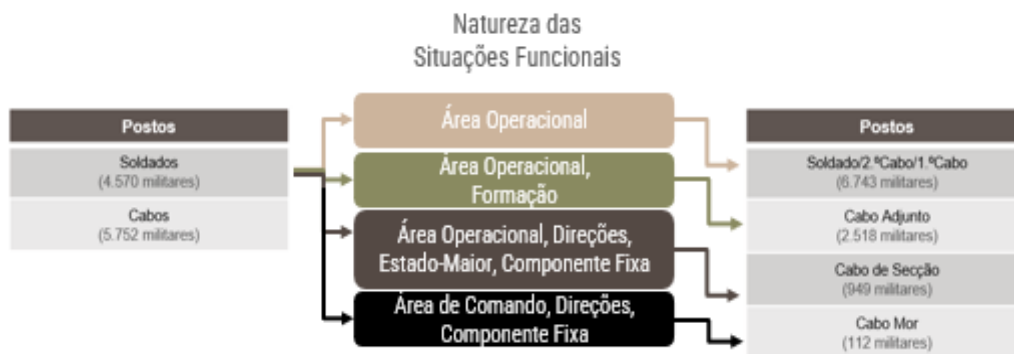 Natureza das
Situações Funcionais
Postos
Soldados
(4.570 militares)
Cabos
(5.752 militares)
Área Operacional
Área Operacional,
Formação
Área Operacional, Direções,
Estado-Maior, Componente Fixa
Área de Comando, Direções,
Componente Fixa
Postos
Soldado/2.ºCabo/1.ºCabo
(6.743 militares)
Cabo Adjunto
(2.518 militares)
Cabo de Secção
(949 militares)
Cabo Mor
(112 militares)